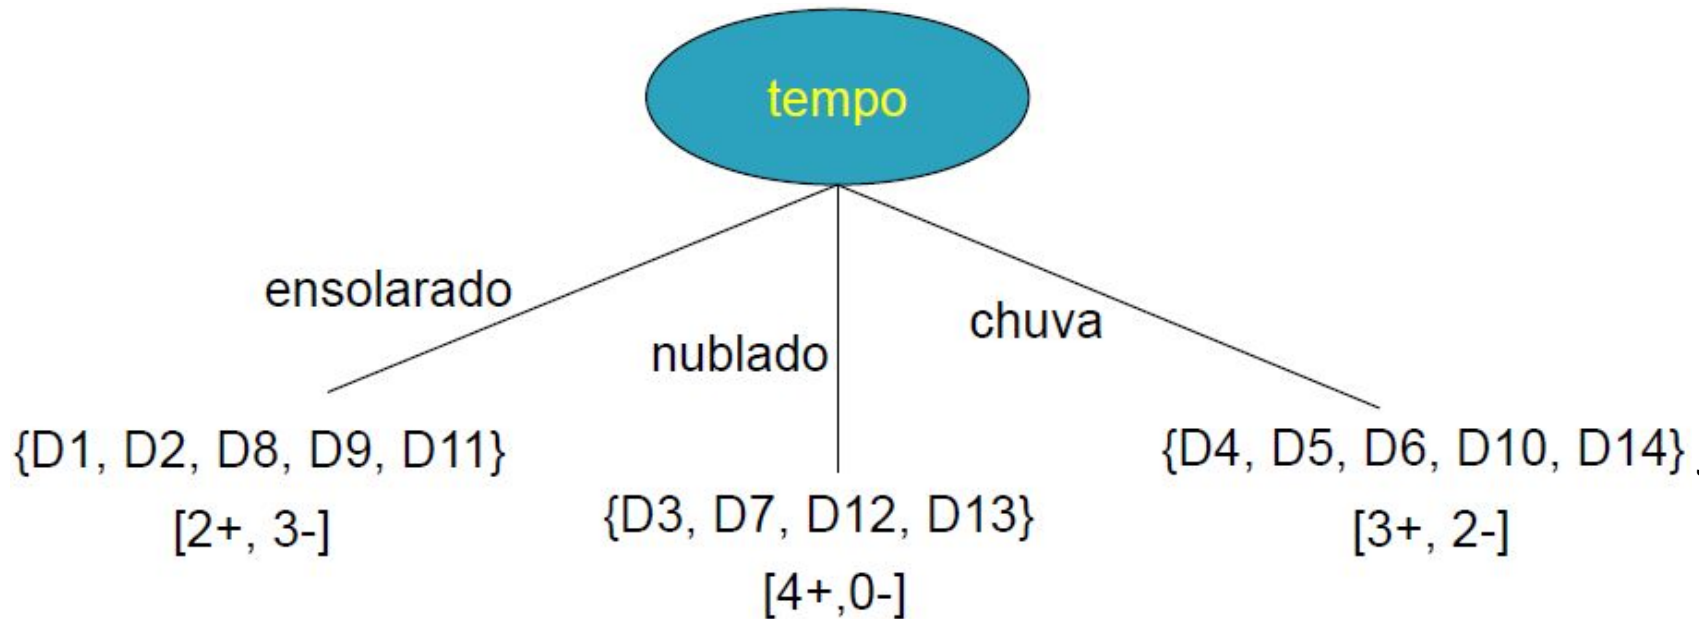 tempo
ensolarado
nublado
chuva
{D1, D2, D8, D9, D11}
[2+, 3-]
{D3, D7, D12, D13}
[4+,0-]
{D4, D5, D6, D10, D14}
[3+, 2-]